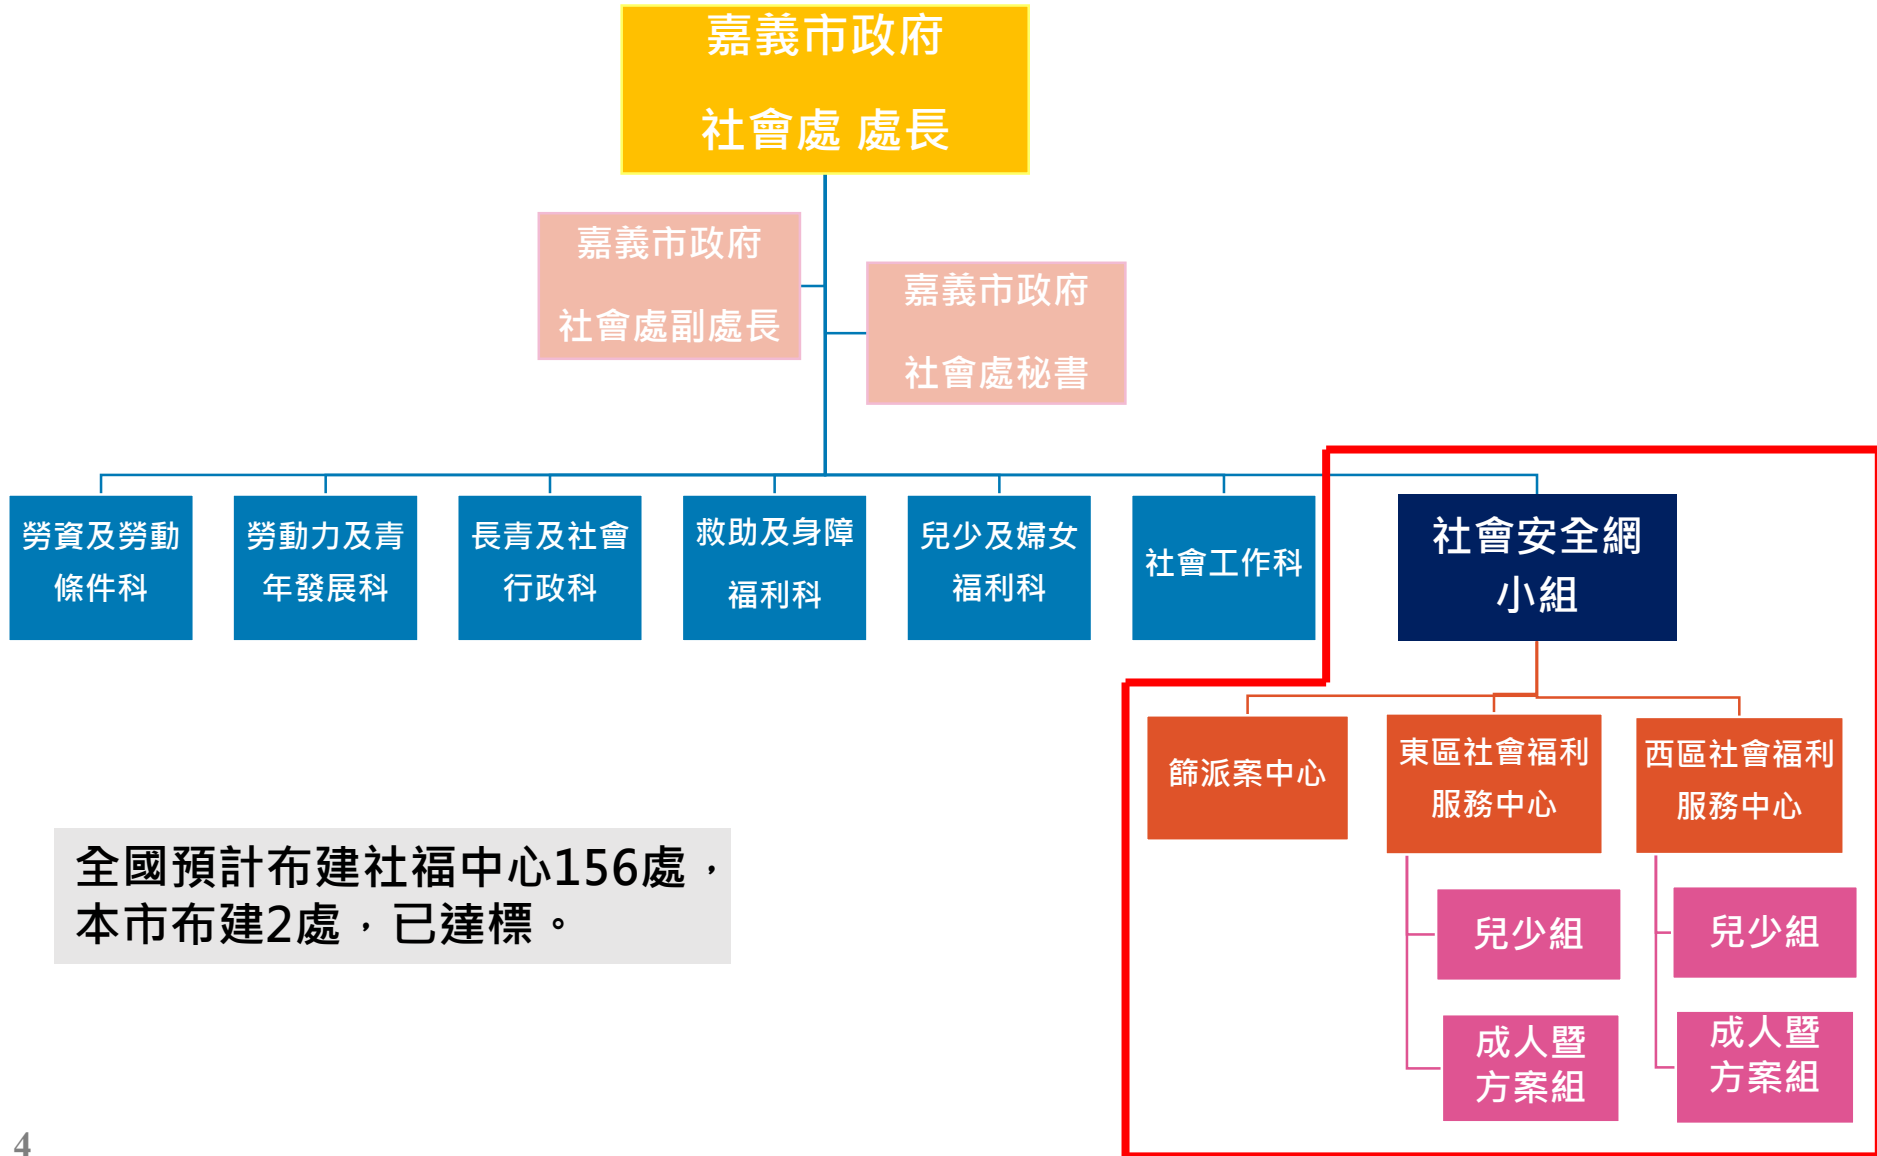 嘉義市政府
社會處 處長
嘉義市政府
社會處副處長
嘉義市政府
社會處秘書
勞資及勞動
條件科
勞動力及青
年發展科
長青及社會
行政科
救助及身障
福利科
兒少及婦女
福利科
社會工作科
社會安全網
小組
篩派案中心
東區社會福利
服務中心
西區社會福利
服務中心
兒少組
成人暨
方案組
兒少組
成人暨
方案組
全國預計布建社福中心156處，
本市布建2處，已達標。
4